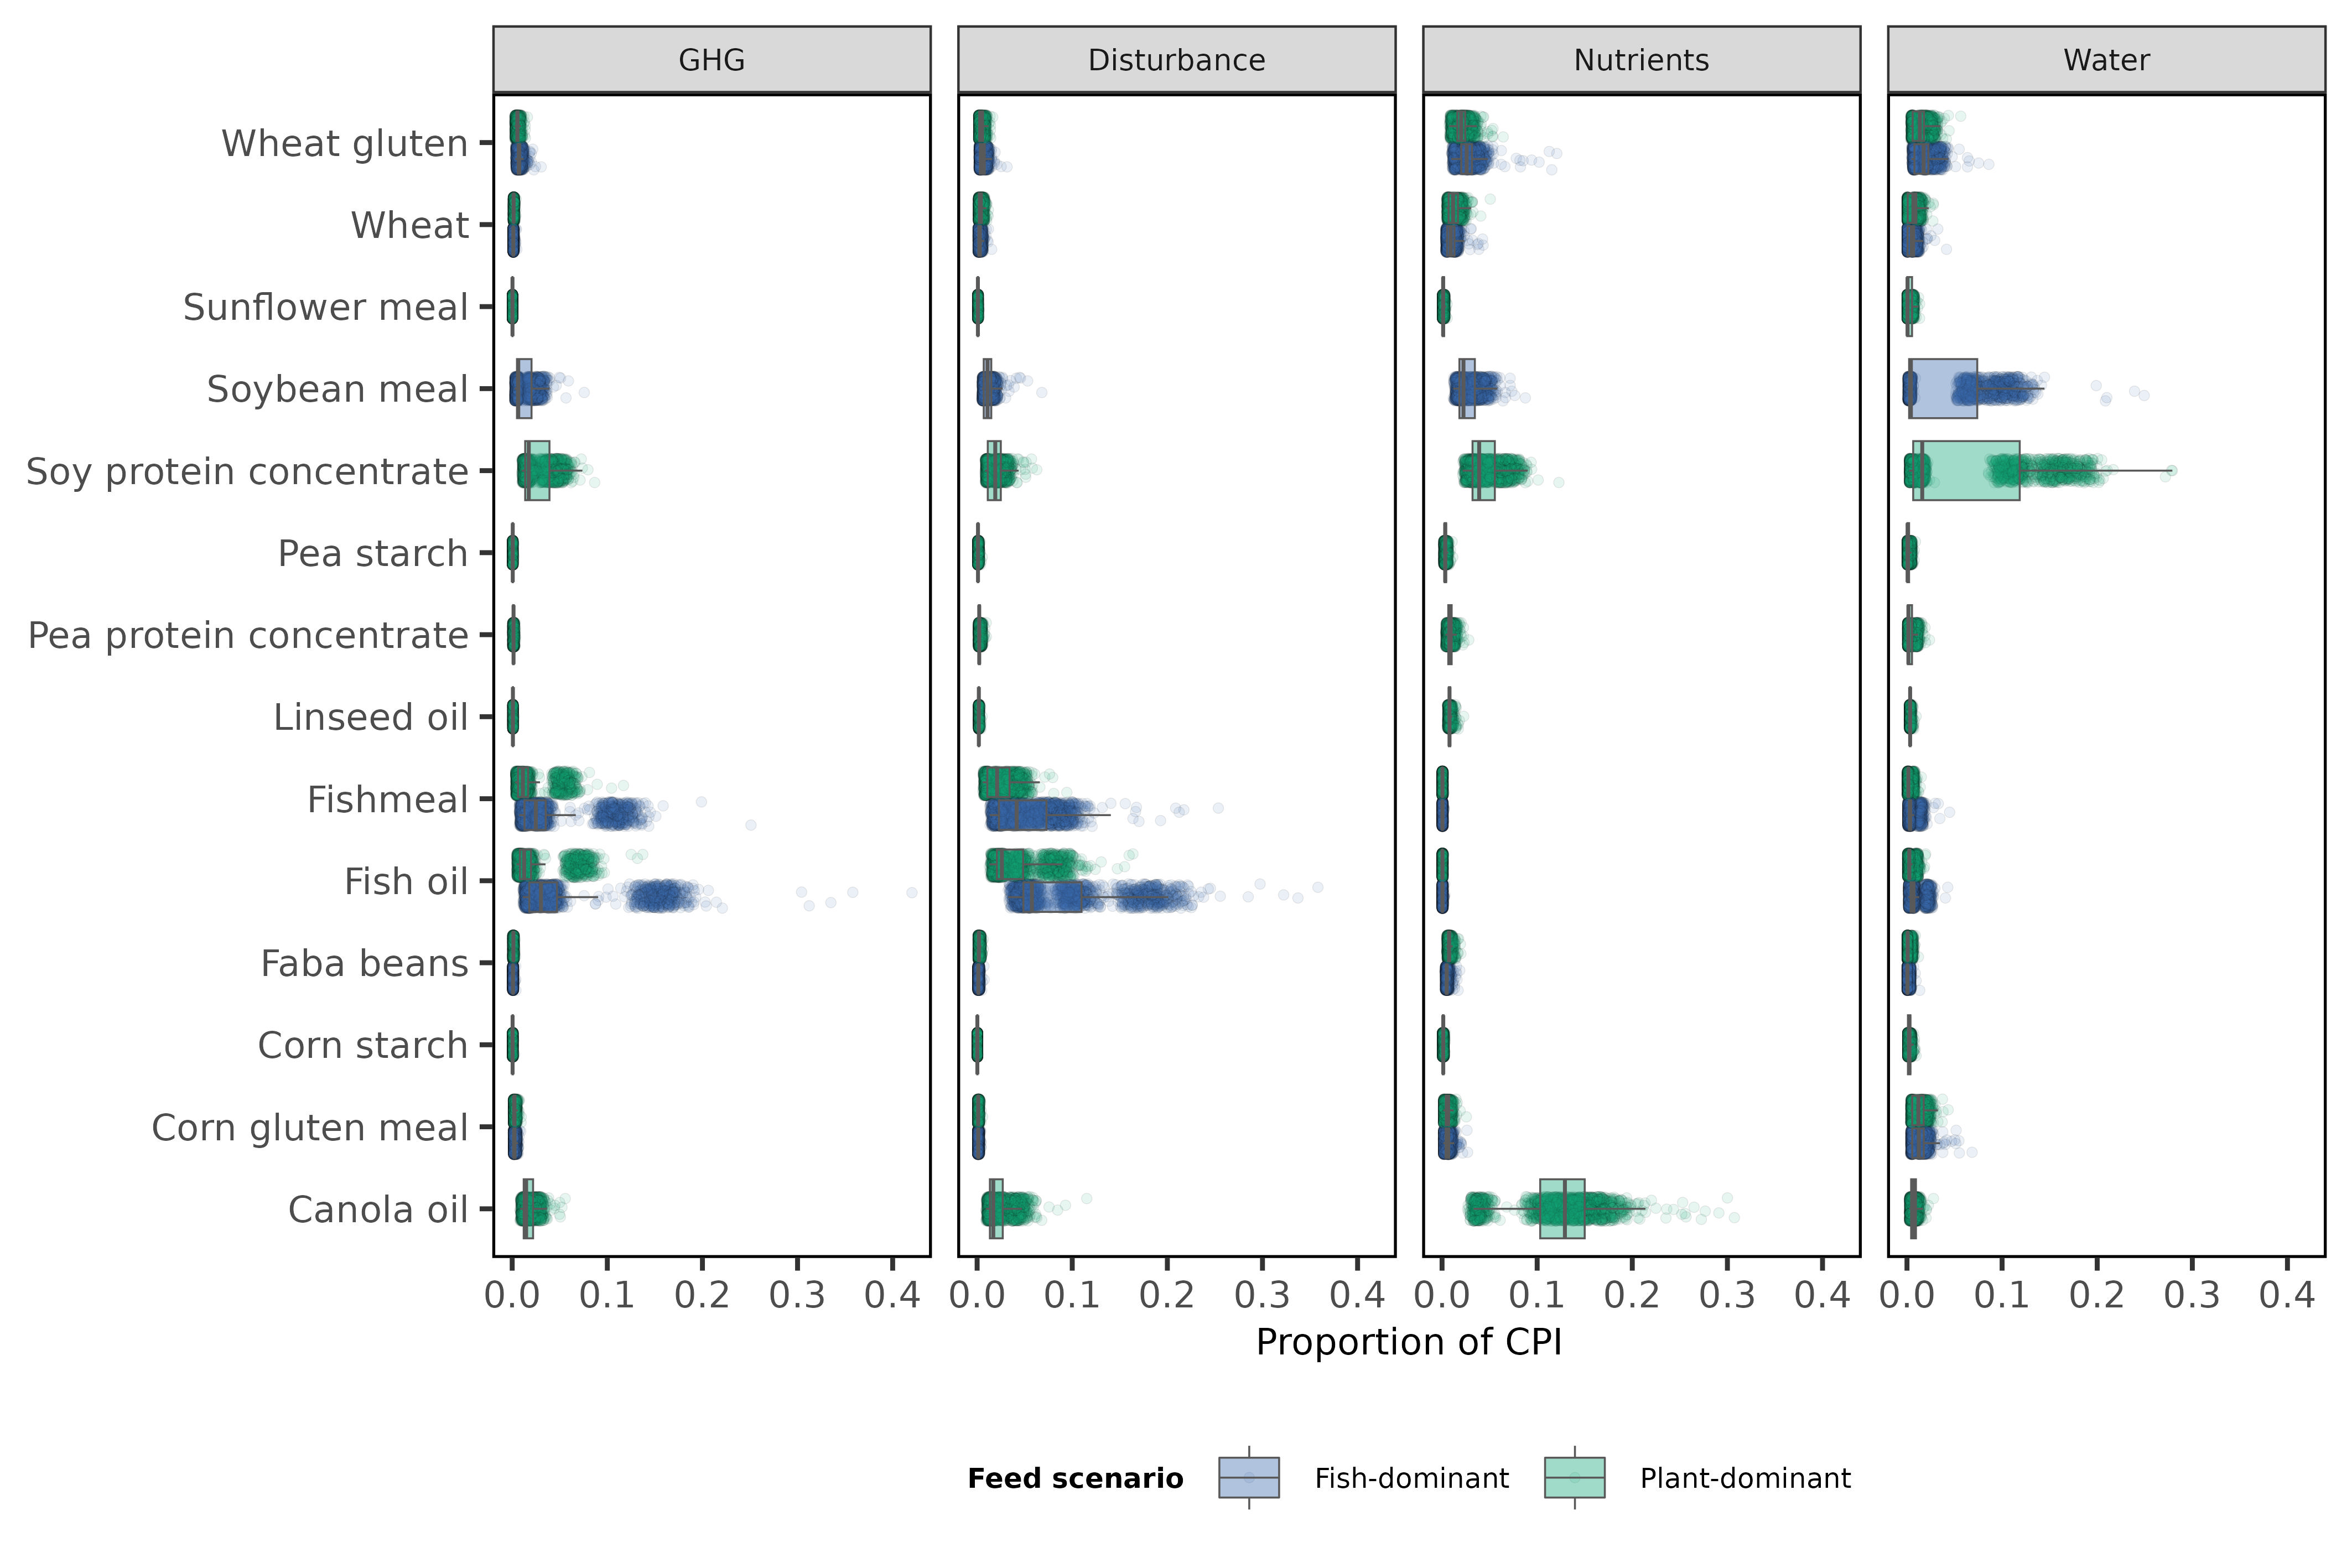 GHG Disturbance Nutrients Water
Wheat gluten
Wheat
Sunflower meal
Soybean meal
Soy protein concentrate
Pea starch
Pea protein concentrate
Linseed oil
Fishmeal
Fish oil
Faba beans
Corn starch
Corn gluten meal
Canola oil
0.0 0.1 0.2 0.3 0.4 0.0 0.1 0.2 0.3 0.4 0.0 0.1 0.2 0.3 0.4 0.0 0.1 0.2 0.3 0.4
Proportion of CPI
Feed scenario Fish-dominant Plant-dominant